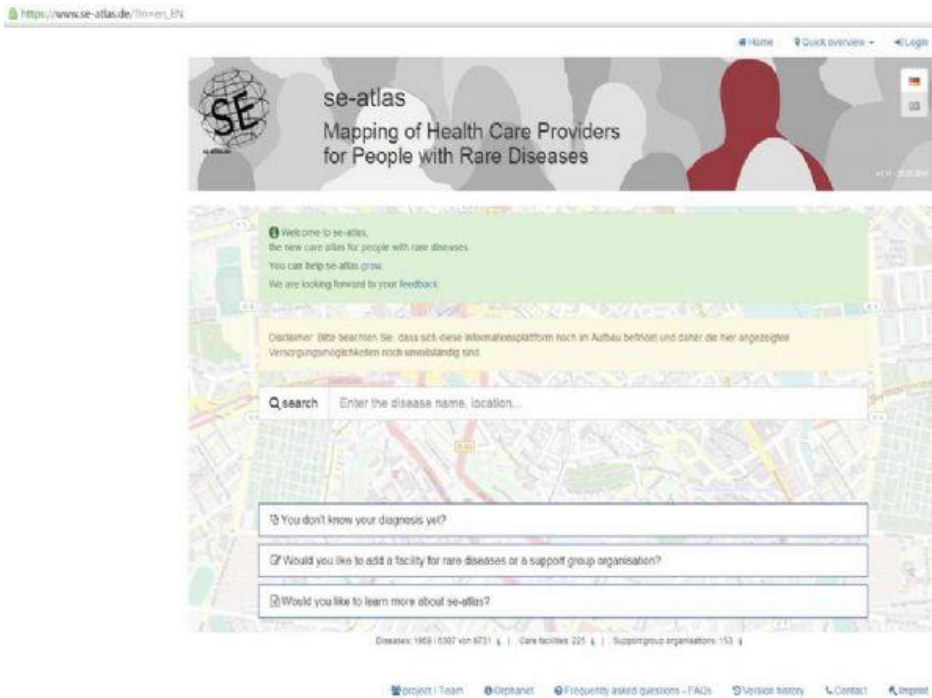 https://www.se-atlas.de/?ln=en_EN
Home Quick overview Login
SE
se-atlas
Mapping of Health Care Providers
for People with Rare Diseases
Welcome to se-atlas,
the new care atlas for people with rare diseases.
You can help se-atlas grow.
We are looking forward to your feedback.
Disclaimer: Bitte beachten Sie, dass sich diese Informationsplattform noch im Aufbau befindet und daher die hier angezeigten
Versorgungsmöglichkeiten noch unvollständig sind.
search Enter the disease name, location...
You don't know your diagnosis yet?
Would you like to add a facility for rare diseases or a support group organisation?
Would you like to learn more about se-atlas?
Diseases: von | Care facilities: 225 | Supportgroup organisations: 153
project / Team Orphanet Frequently asked questions - FAQs Version history Contact Imprint